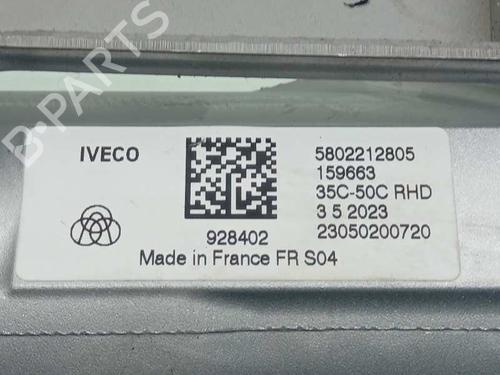 B-PARTS
IVECO
5802212805
159663
35C-50C RHD
3 5 2023
928402
23050200720
Made in France FR S04